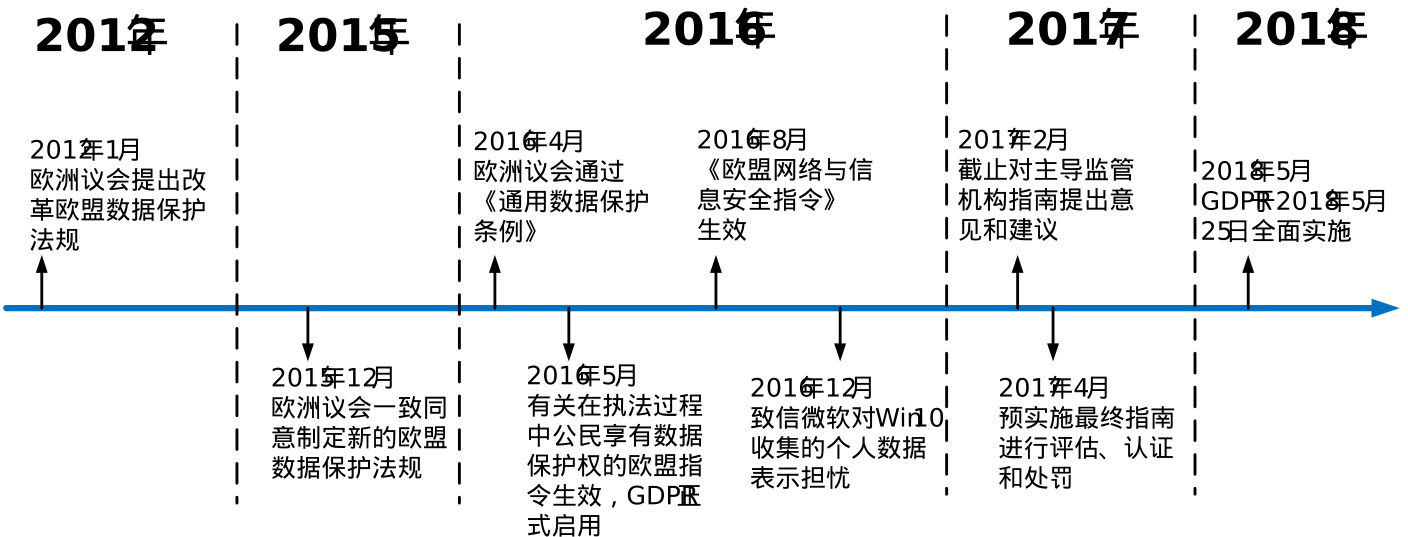 2012年
2015年
2016年
2017年
2018年
2012年1月
欧洲议会提出改
革欧盟数据保护
法规
2016年4月
欧洲议会通过
《通用数据保护
条例》
2016年8月
《欧盟网络与信
息安全指令》
生效
2017年2月
截止对主导监管
机构指南提出意
见和建议
2018年5月
GDPR于2018年5月
25日全面实施
2015年12月
欧洲议会一致同
意制定新的欧盟
数据保护法规
2016年5月
有关在执法过程
中公民享有数据
保护权的欧盟指
令生效，GDPR正
式启用
2016年12月
致信微软对Win10
收集的个人数据
表示担忧
2017年4月
预实施最终指南
进行评估、认证
和处罚